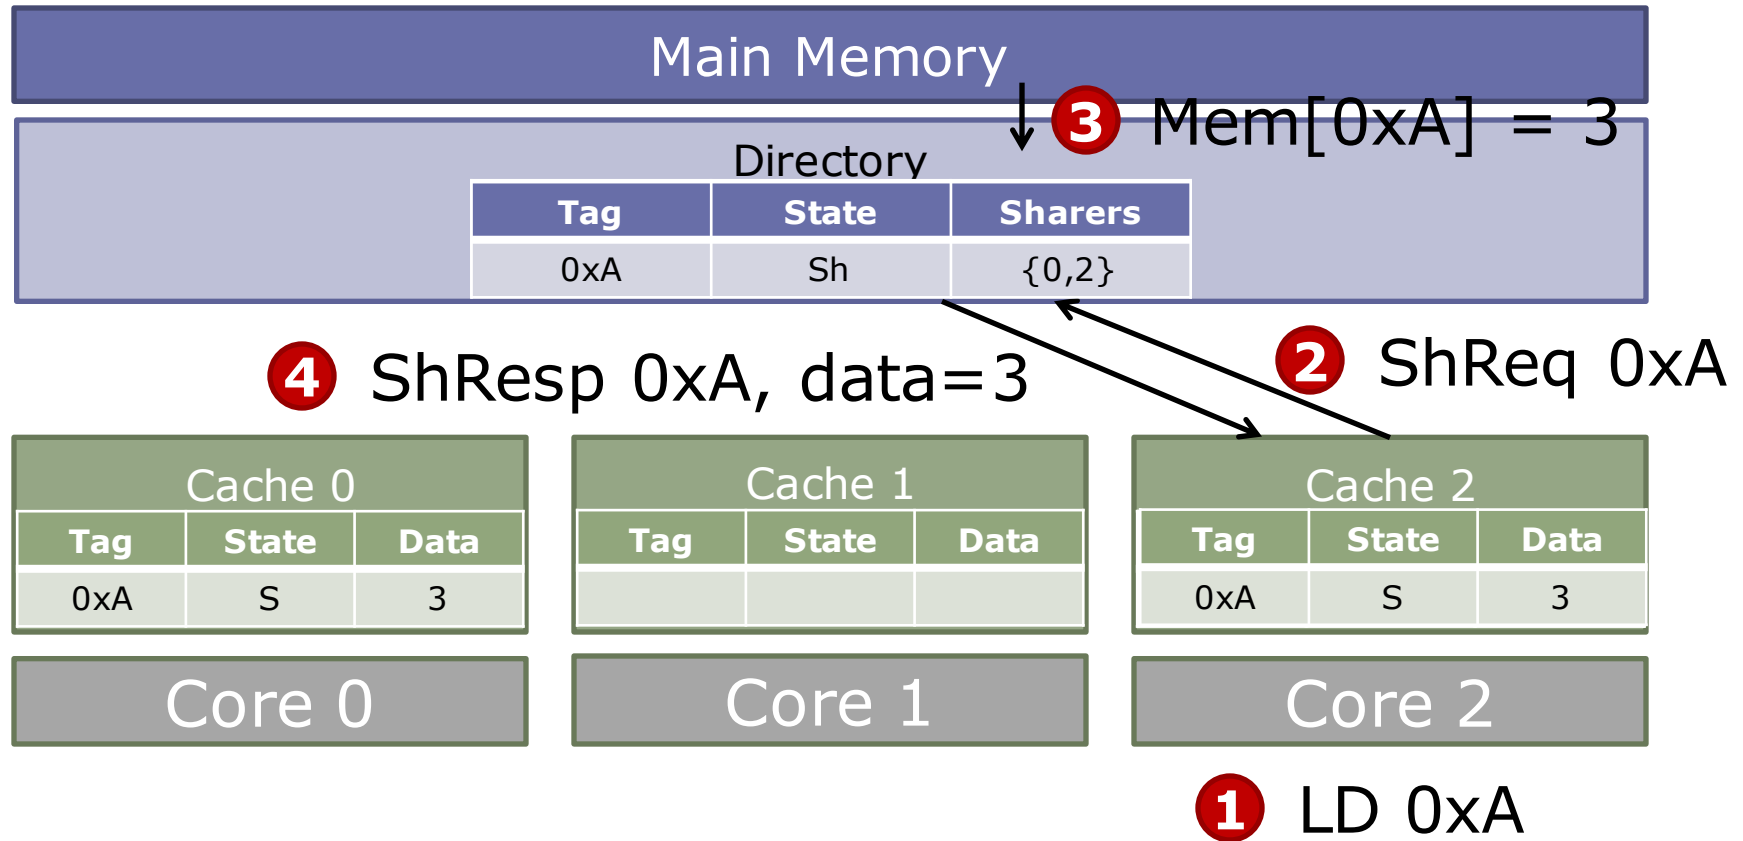 Main Memory
3 Mem[0xA] = 3
Directory
Tag State Sharers
0xA Sh {0,2}
4 ShResp 0xA, data=3
2 ShReq 0xA
Cache 0
Tag State Data
0xA S 3
Cache 1
Tag State Data
Cache 2
Tag State Data
0xA S 3
Core 0
Core 1
Core 2
1 LD 0xA